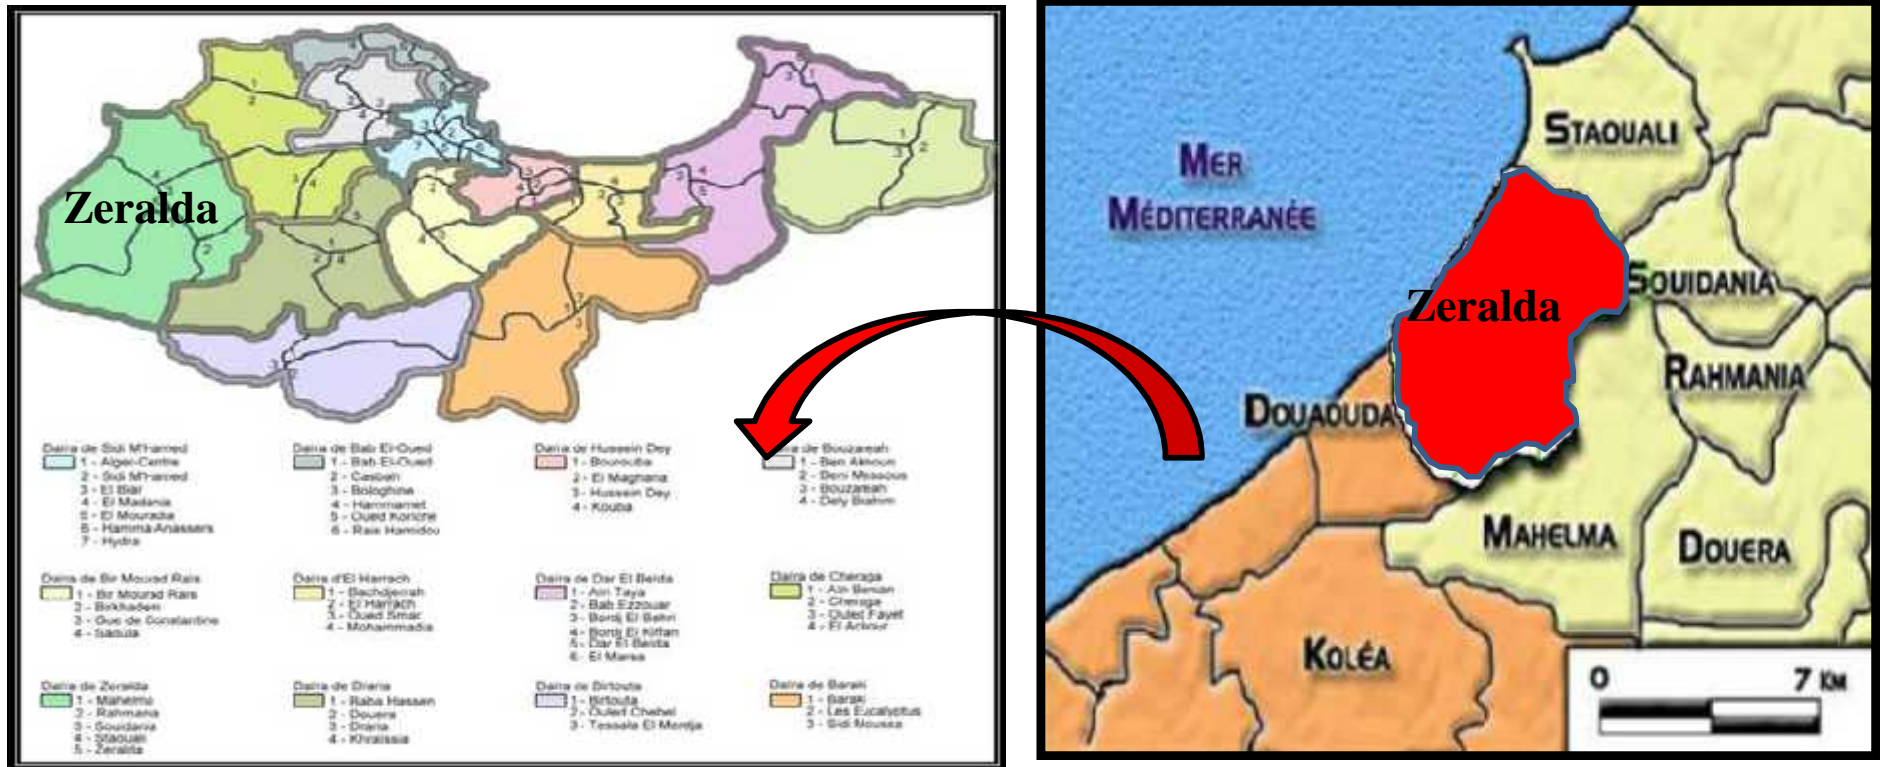 Zeralda
Daira de Sidi M'Hamed
1 - Alger-Centre
2 - Sidi M'Hamed
3 - El Biar
4 - El Madania
5 - El Mouradia
6 - Hamma Anassers
7 - Hydra
Daira de Bab El-Oued
1 - Bab El-Oued
2 - Casbah
3 - Bologhine
4 - Hammamet
5 - Oued Koriche
6 - Rais Hamidou
Daira de Hussein Dey
1 - Bourouba
2 - El Magharia
3 - Hussein Dey
4 - Kouba
de Bouzareah
1 - Ben Aknoun
2 - Beni Messous
3 - Bouzareah
4 - Dely Brahim
Daira de Bir Mourad Rais
1 - Bir Mourad Rais
2 - Birkhadem
3 - Gue de Constantine
4 - Saoula
Daira d'El Harrach
1 - Bachdjerrah
2 - El Harrach
3 - Oued Smar
4 - Mohammadia
Daira de Dar El Beida
1 - Ain Taya
2 - Bab Ezzouar
3 - Bordj El Bahri
4 - Bordj El Kiffan
5 - Dar El Beida
6 - El Marsa
Daira de Cheraga
1 - Ain Benian
2 - Cheraga
3 - Ouled Fayet
4 - El Achour
Daira de Zeralda
1 - Mahelma
2 - Rahmania
3 - Souidania
4 - Staouali
5 - Zeralda
Daira de Draria
1 - Baba Hassen
2 - Douera
3 - Draria
4 - Khraissia
Daira de Birtouta
1 - Birtouta
2 - Ouled Chebel
3 - Tessala El Merdja
Daira de Baraki
1 - Baraki
2 - Les Eucalyptus
3 - Sidi Moussa
STAOUALI
MER
MÉDITERRANÉE
SOUIDANIA
Zeralda
RAHMANIA
DOUAOUDA
MAHELMA
DOUERA
KOLÉA
0 7 KM